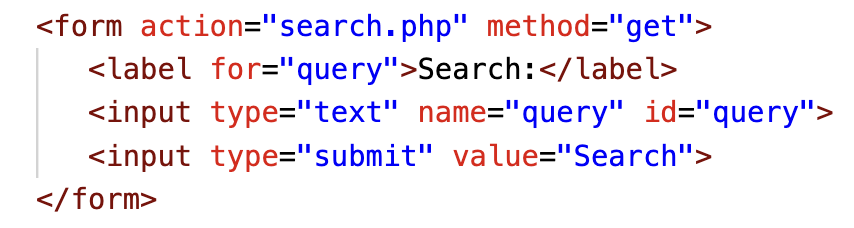 <form action="search.php" method="get">
<label for="query">Search:</label>
<input type="text" name="query" id="query">
<input type="submit" value="Search">
</form>